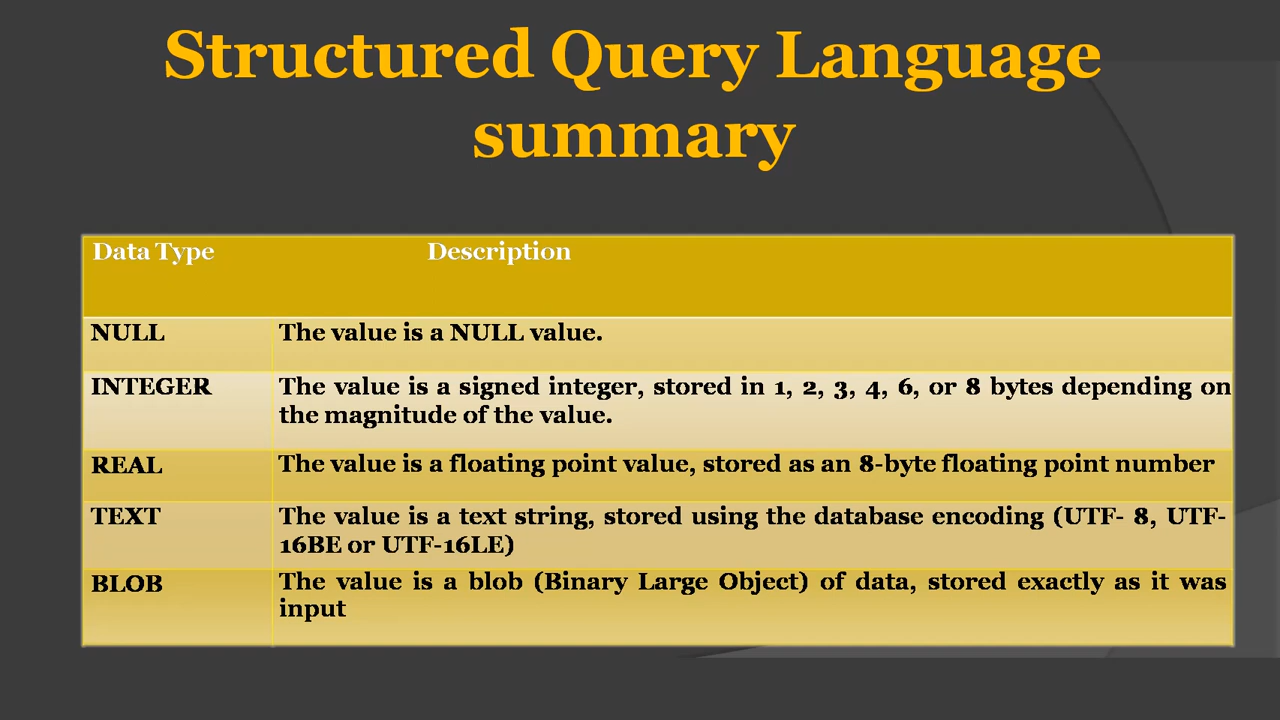 Structured Query Language
summary
Data Type Description
NULL The value is a NULL value.
INTEGER The value is a signed integer, stored in 1, 2, 3, 4, 6, or 8 bytes depending on
the magnitude of the value.
REAL The value is a floating point value, stored as an 8-byte floating point number
TEXT The value is a text string, stored using the database encoding (UTF- 8, UTF-
16BE or UTF-16LE)
BLOB The value is a blob (Binary Large Object) of data, stored exactly as it was
input